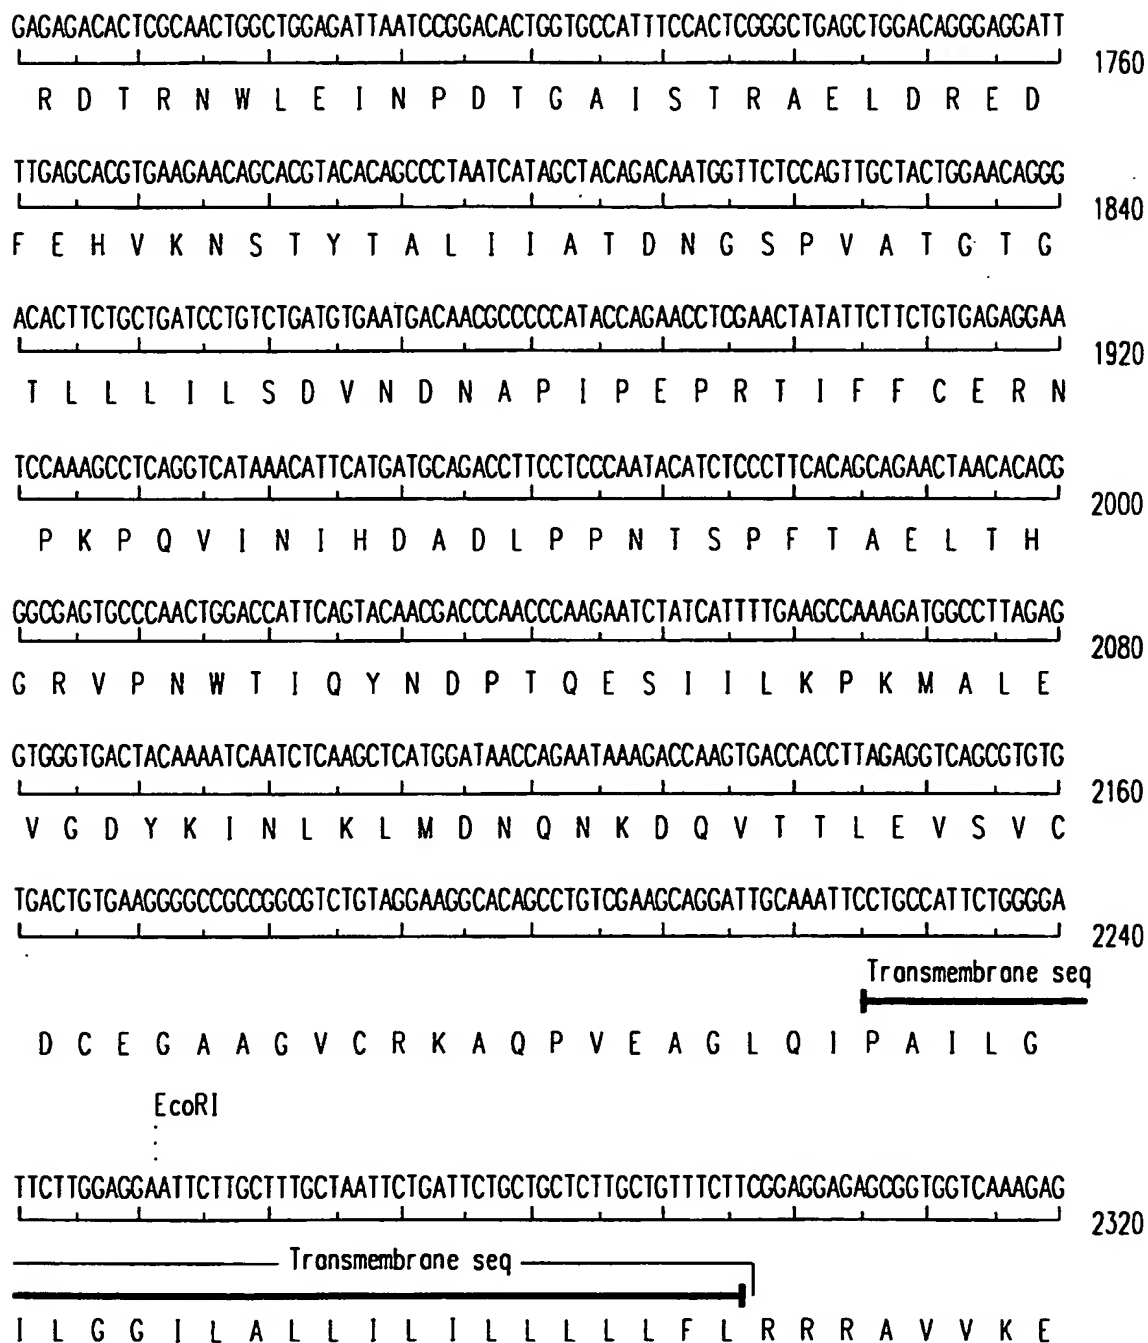 GAGAGACACTCGCAACTGGCTGGAGATTAATCCGGACACTGGTGCCATTTCCACTCGGGCTGAGCTGGACAGGGAGGATT
1760
R D T R N W L E I N P D T G A I S T R A E L D R E D
TTGAGCACGTGAAGAACAGCACGTACACAGCCCTAATCATAGCTACAGACAATGGTTCTCCAGTTGCTACTGGAACAGGG
1840
F E H V K N S T Y T A L I I A T D N G S P V A T G T G
ACACTTCTGCTGATCCTGTCTGATGTGAATGACAACGCCCCCATACCAGAACCTCGAACTATATTCTTCTGTGAGAGGAA
1920
T L L L I L S D V N D N A P I P E P R T I F F C E R N
TCCAAAGCCTCAGGTCATAAACATTCATGATGCAGACCTTCCTCCCAATACATCTCCCTTCACAGCAGAACTAACACACG
2000
P K P Q V I N I H D A D L P P N T S P F T A E L T H
GGCGAGTGCCCAACTGGACCATTCAGTACAACGACCCAACCCAAGAATCTATCATTTTGAAGCCAAAGATGGCCTTAGAG
2080
G R V P N W T I Q Y N D P T Q E S I I L K P K M A L E
GTGGGTGACTACAAAATCAATCTCAAGCTCATGGATAACCAGAATAAAGACCAAGTGACCACCTTAGAGGTCAGCGTGTG
2160
V G D Y K I N L K L M D N Q N K D Q V T T L E V S V C
TGACTGTGAAGGGGCCGCCGGCGTCTGTAGGAAGGCACAGCCTGTCGAAGCAGGATTGCAAATTCCTGCCATTCTGGGGA
2240
Transmembrane seq
D C E G A A G V C R K A Q P V E A G L Q I P A I L G
EcoRI
TTCTTGGAGGAATTCTTGCTTTGCTAATTCTGATTCTGCTGCTCTTGCTGTTTCTTCGGAGGAGAGCGGTGGTCAAAGAG
2320
Transmembrane seq
I L G G I L A L L I L I L L L L L F L R R R A V V K E